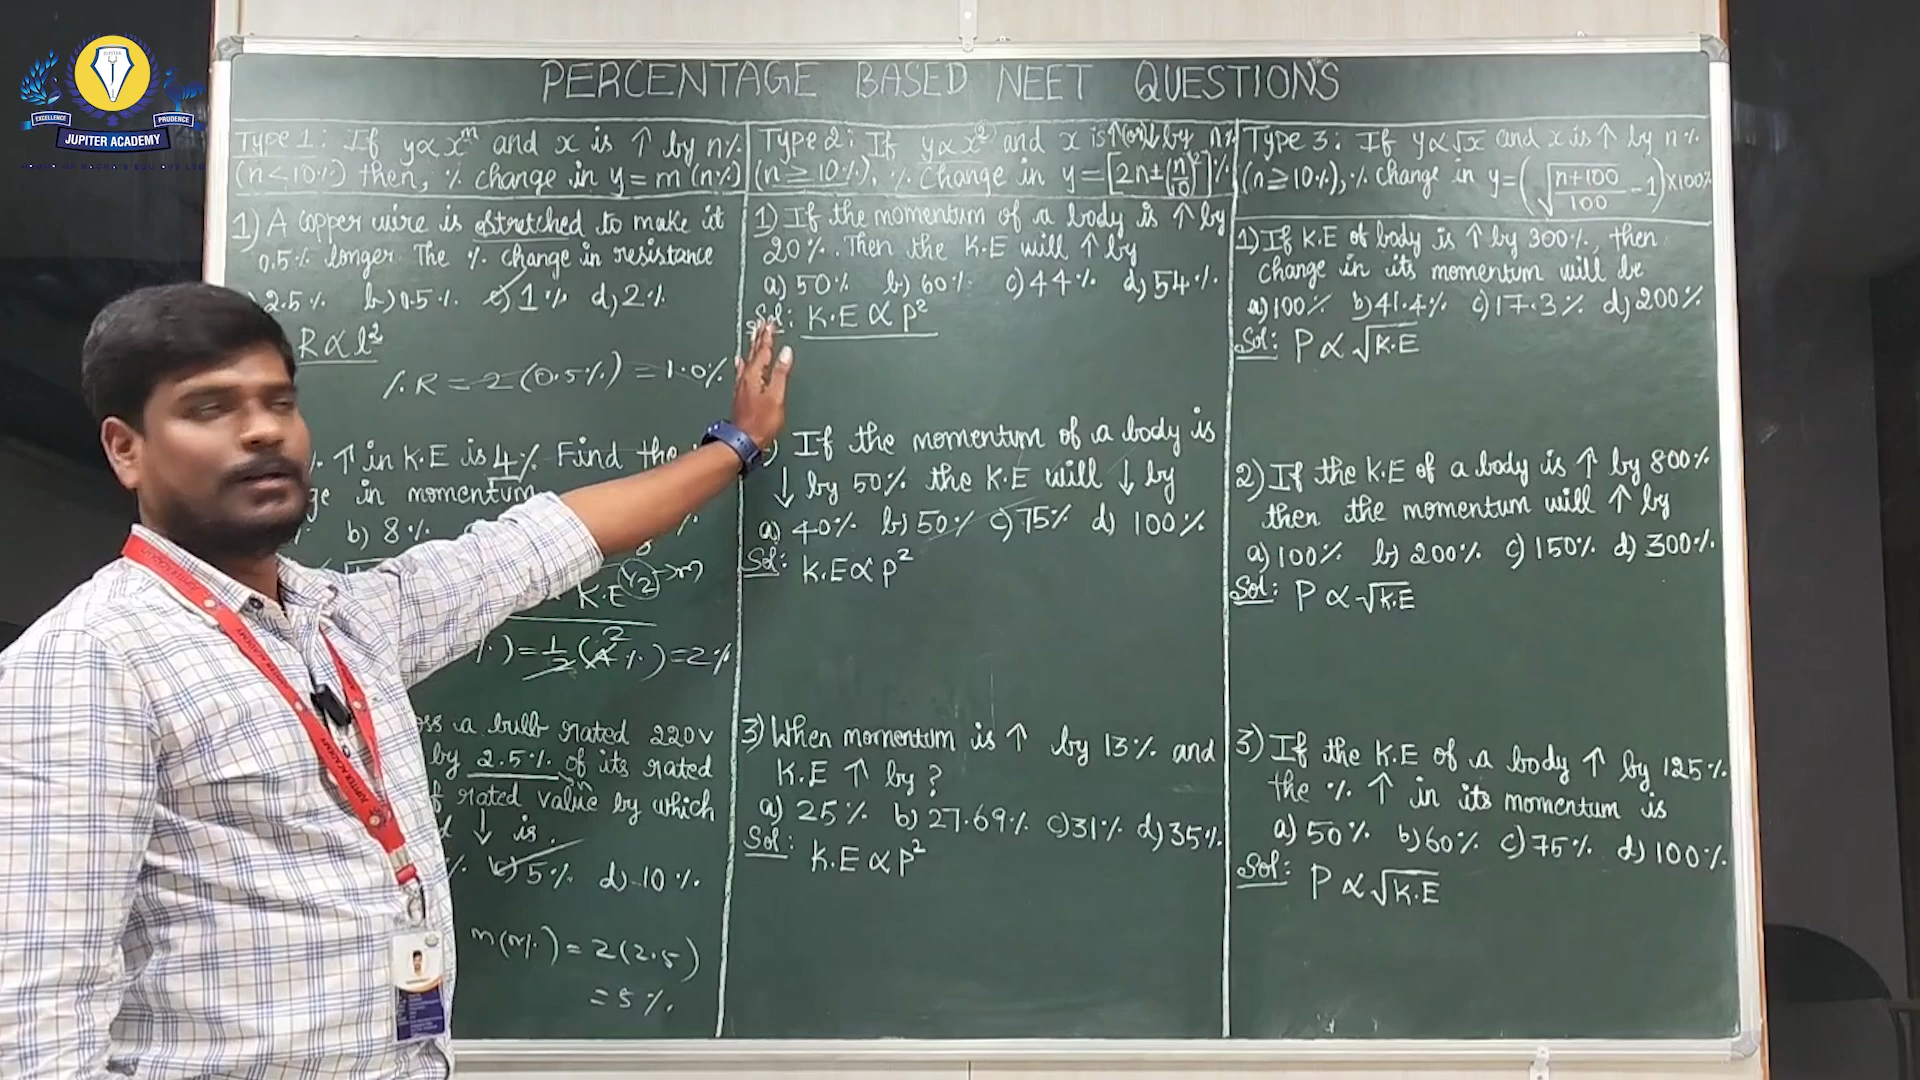 JUPITER
EXCELLENCE
PRUDENCE
JUPITER ACADEMY
PERCENTAGE BASED NEET QUESTIONS
Type 1: If y∝x^m and x is ↑ by n%
(n<10%) then, % change in y = m (n%)
1) A copper wire is stretched to make it
0.5% longer. The % change in resistance
2.5% b) 0.5% c) 1% d) 2%
R∝l²
% R = 2(0.5%) = 1.0%
↑ in K.E is 4%. Find the
in momentum
b) 8%
K.E^1/2 → m
) = 1/2 (4%) = 2%
a bulb rated 220V
by 2.5% of its rated
rated value by which
↓ is.
c) 5% d) 10%
m(n%) = 2(2.5)
= 5%
Type 2: If y∝x² and x is ↑(or)↓ by n%
(n ≥ 10%), % Change in y = [2n ± (n/10)²]%
1) If the momentum of a body is ↑ by
20%. Then the K.E will ↑ by
a) 50% b) 60% c) 44% d) 54%
Sol: K.E ∝ P²
) If the momentum of a body is
↓ by 50% the K.E will ↓ by
a) 40% b) 50% c) 75% d) 100%
Sol: K.E∝P²
3) When momentum is ↑ by 13% and
K.E ↑ by ?
a) 25% b) 27.69% c) 31% d) 35%
Sol: K.E ∝ P²
Type 3: If y∝√x and x is ↑ by n%
(n≥10%), % Change in y = (√((n+100)/100) - 1)×100%
1) If K.E of body is ↑ by 300%, then
change in its momentum will be
a) 100% b) 41.4% c) 17.3% d) 200%
Sol: P ∝ √K.E
2) If the K.E of a body is ↑ by 800%
then the momentum will ↑ by
a) 100% b) 200% c) 150% d) 300%
Sol: P ∝ √K.E
3) If the K.E of a body ↑ by 125%
the % ↑ in its momentum is
a) 50% b) 60% c) 75% d) 100%
Sol: P ∝ √K.E